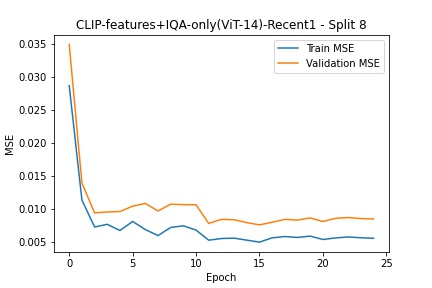 CLIP-features+IQA-only(ViT-14)-Recent1 - Split 8
0.035
0.030
0.025
0.020
0.015
0.010
0.005
MSE
Train MSE
Validation MSE
0 5 10 15 20 25
Epoch